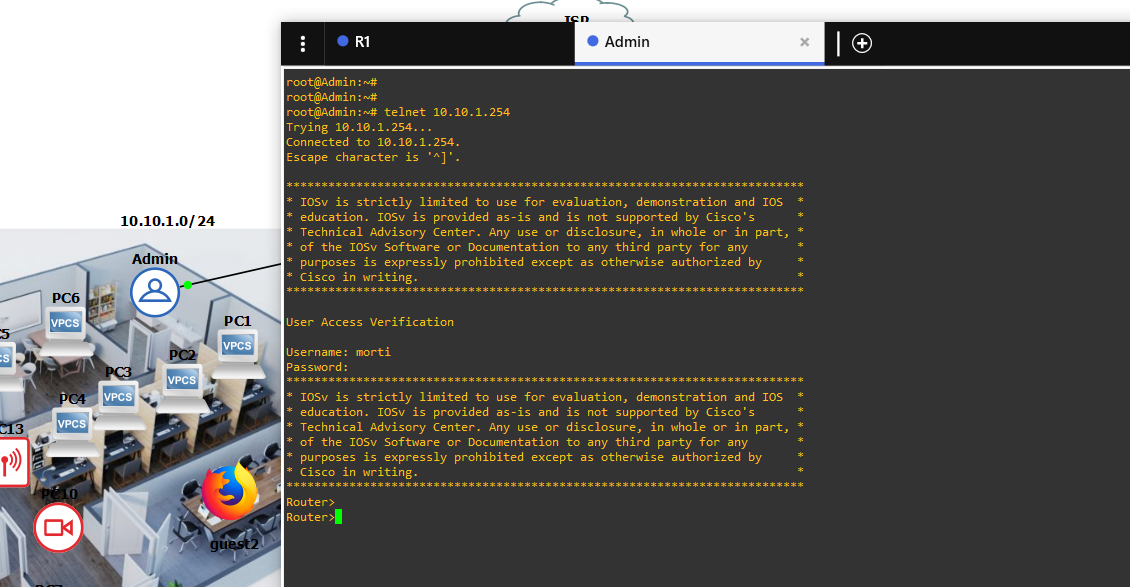 ISP
R1
Admin
root@Admin:~#
root@Admin:~#
root@Admin:~# telnet 10.10.1.254
Trying 10.10.1.254...
Connected to 10.10.1.254.
Escape character is '^]'.
**************************************************************************
* IOSv is strictly limited to use for evaluation, demonstration and IOS  *
* education. IOSv is provided as-is and is not supported by Cisco's      *
* Technical Advisory Center. Any use or disclosure, in whole or in part, *
* of the IOSv Software or Documentation to any third party for any       *
* purposes is expressly prohibited except as otherwise authorized by     *
* Cisco in writing.                                                      *
**************************************************************************
User Access Verification
Username: morti
Password:
**************************************************************************
* IOSv is strictly limited to use for evaluation, demonstration and IOS  *
* education. IOSv is provided as-is and is not supported by Cisco's      *
* Technical Advisory Center. Any use or disclosure, in whole or in part, *
* of the IOSv Software or Documentation to any third party for any       *
* purposes is expressly prohibited except as otherwise authorized by     *
* Cisco in writing.                                                      *
**************************************************************************
Router>
Router>
10.10.1.0/24
Admin
PC6
VPCS
PC1
VPCS
PC2
VPCS
PC3
VPCS
PC4
VPCS
C13
PC10
guest2